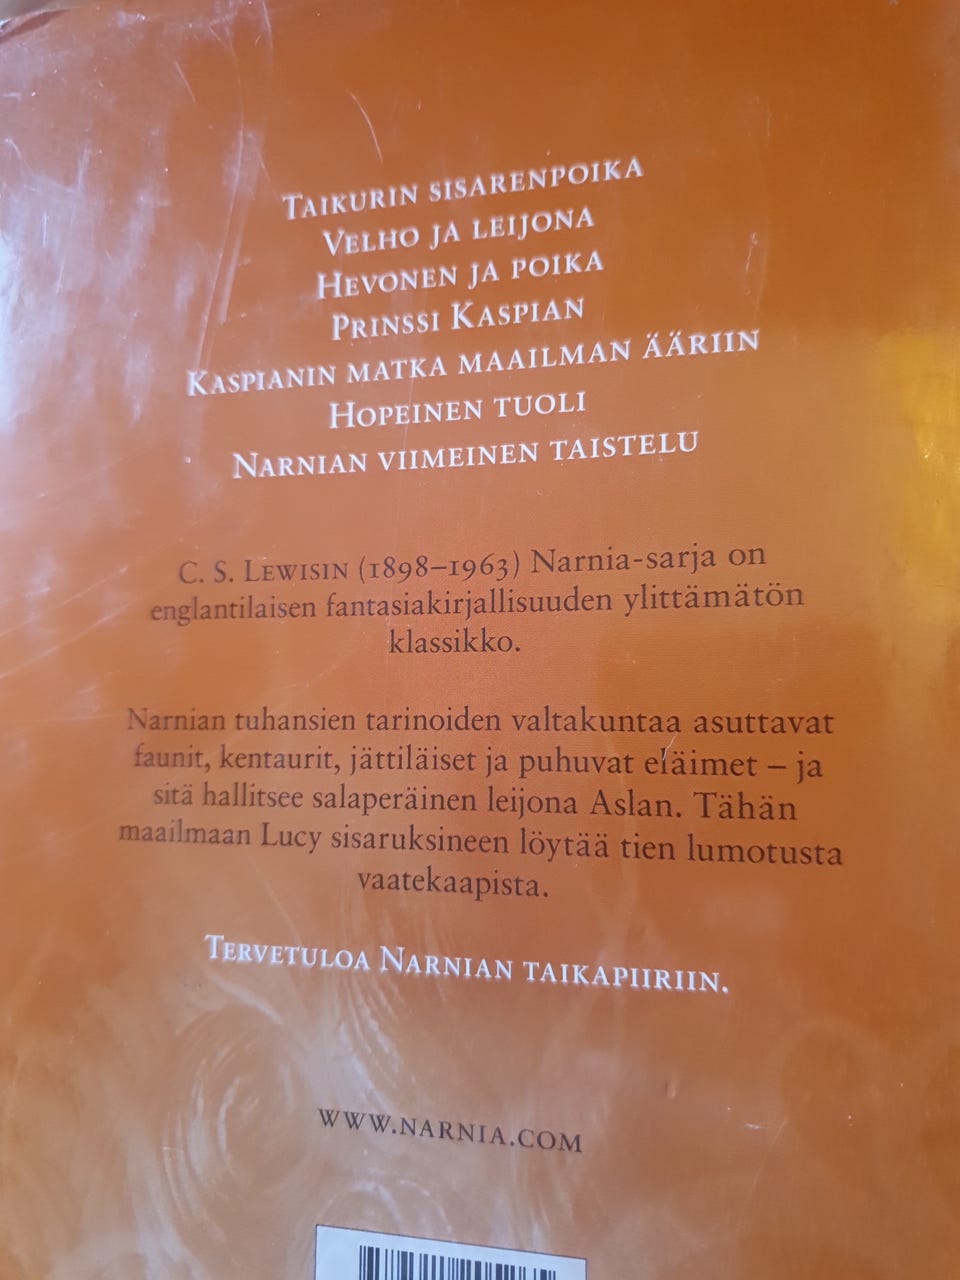 Taikurin sisarenpoika
Velho ja leijona
Hevonen ja poika
Prinssi Kaspian
Kaspianin matka maailman ääriin
Hopeinen tuoli
Narnian viimeinen taistelu
C. S. Lewisin (1898–1963) Narnia-sarja on
englantilaisen fantasiakirjallisuuden ylittämätön
klassikko.
Narnian tuhansien tarinoiden valtakuntaa asuttavat
faunit, kentaurit, jättiläiset ja puhuvat eläimet – ja
sitä hallitsee salaperäinen leijona Aslan. Tähän
maailmaan Lucy sisaruksineen löytää tien lumotusta
vaatekaapista.
Tervetuloa Narnian taikapiiriin.
www.narnia.com